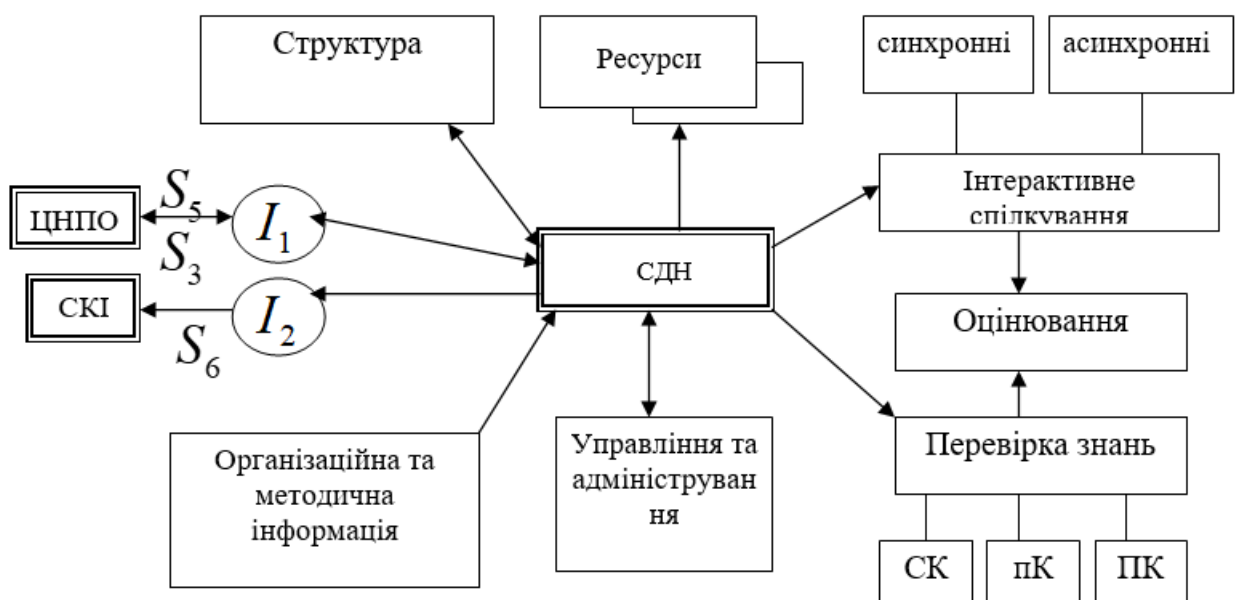 Структура
Ресурси
синхронні
асинхронні
ЦНПО
S5
S3
I1
СКІ
S6
I2
СДН
Інтерактивне
спілкування
Оцінювання
Організаційна та
методична
інформація
Управління та
адмініструван
ня
Перевірка знань
СК
пК
ПК